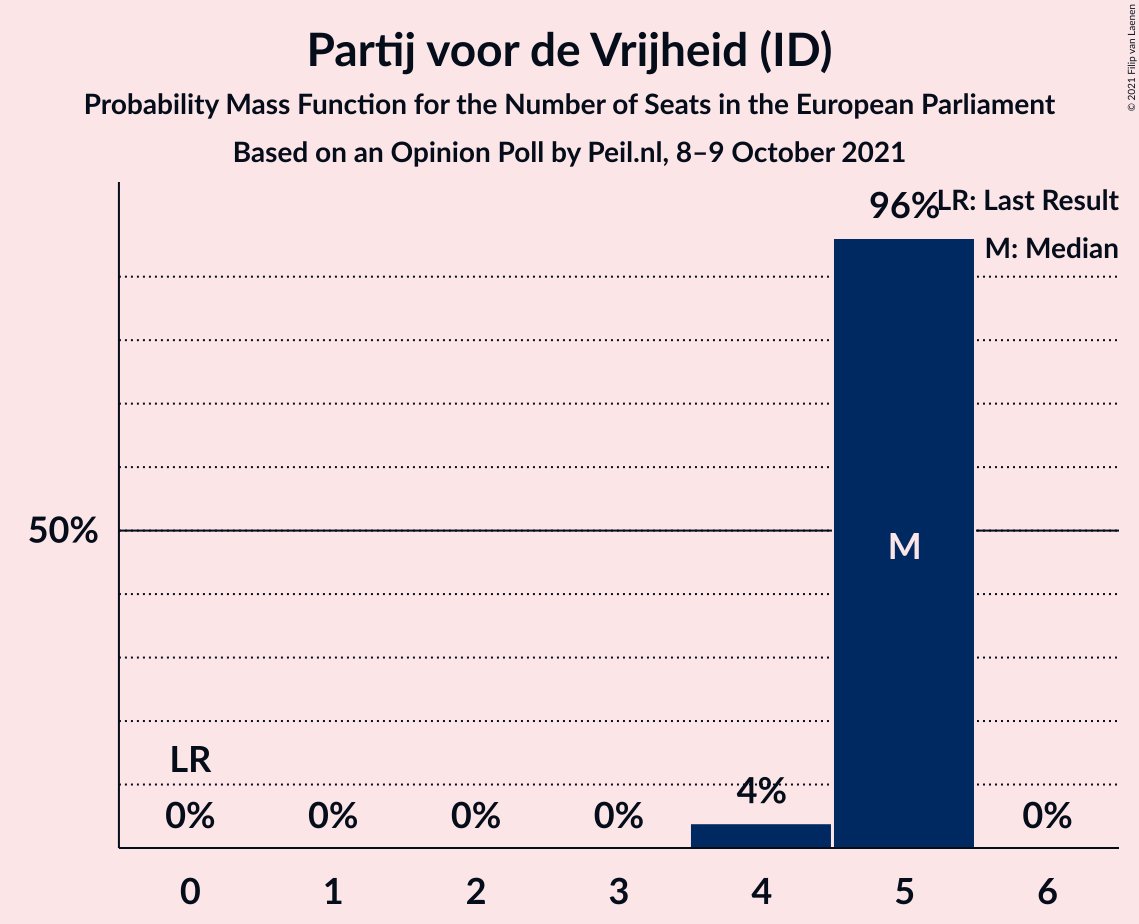 Partij voor de Vrijheid (ID)
Probability Mass Function for the Number of Seats in the European Parliament
Based on an Opinion Poll by Peil.nl, 8–9 October 2021
© 2021 Filip van Laenen
96%
LR: Last Result
M: Median
50%
M
LR
0%
0%
0%
0%
4%
0%
0
1
2
3
4
5
6